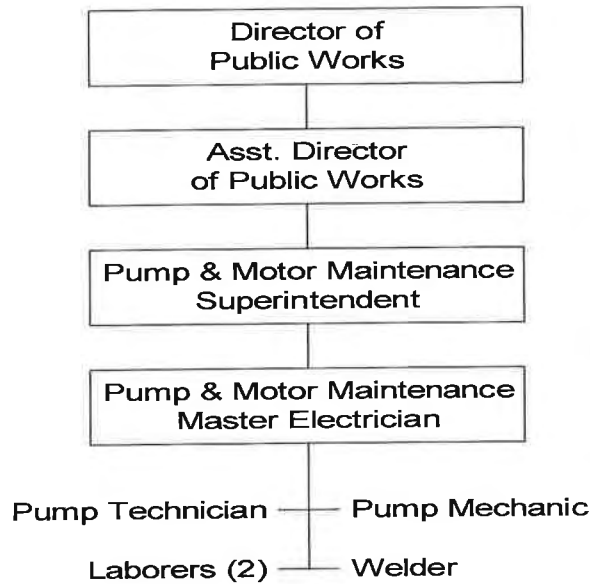 Director of
Public Works
Asst. Director
of Public Works
Pump & Motor Maintenance
Superintendent
Pump & Motor Maintenance
Master Electrician
Pump Technician
Pump Mechanic
Laborers (2)
Welder